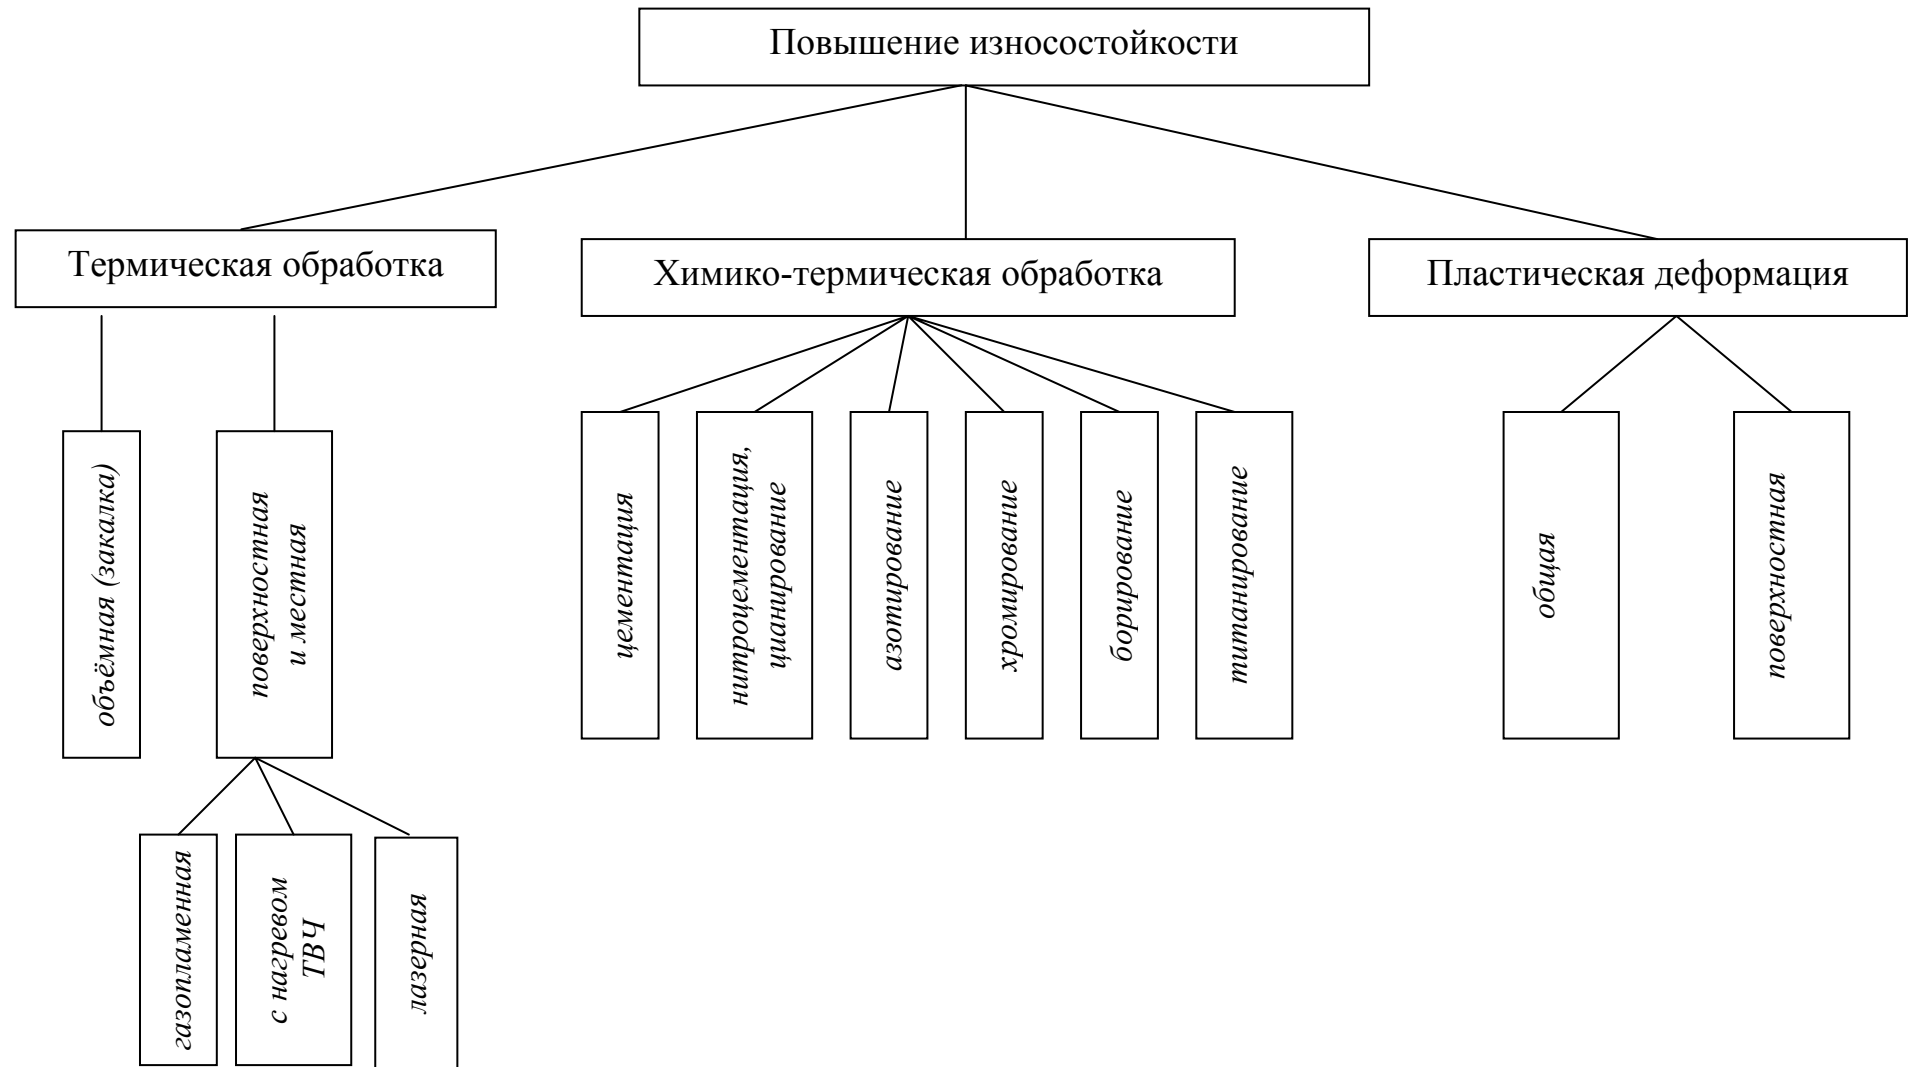 Повышение износостойкости
Термическая обработка
Химико-термическая обработка
Пластическая деформация
объёмная (закалка)
поверхностная
и местная
цементация
нитроцементация,
цианирование
азотирование
хромирование
борирование
титанирование
общая
поверхностная
газопламенная
с нагревом
ТВЧ
лазерная